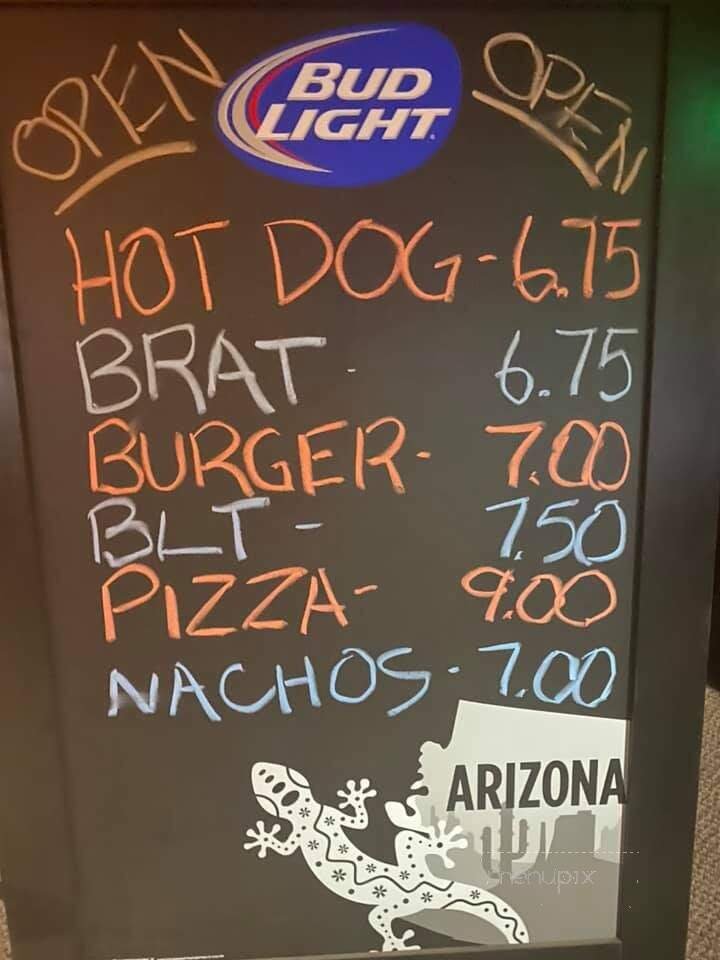 OPEN BUD LIGHT. OPEN
HOT DOG - 6.75
BRAT - 6.75
BURGER - 7.00
BLT - 7.50
PIZZA - 9.00
NACHOS - 7.00
ARIZONA
menupix